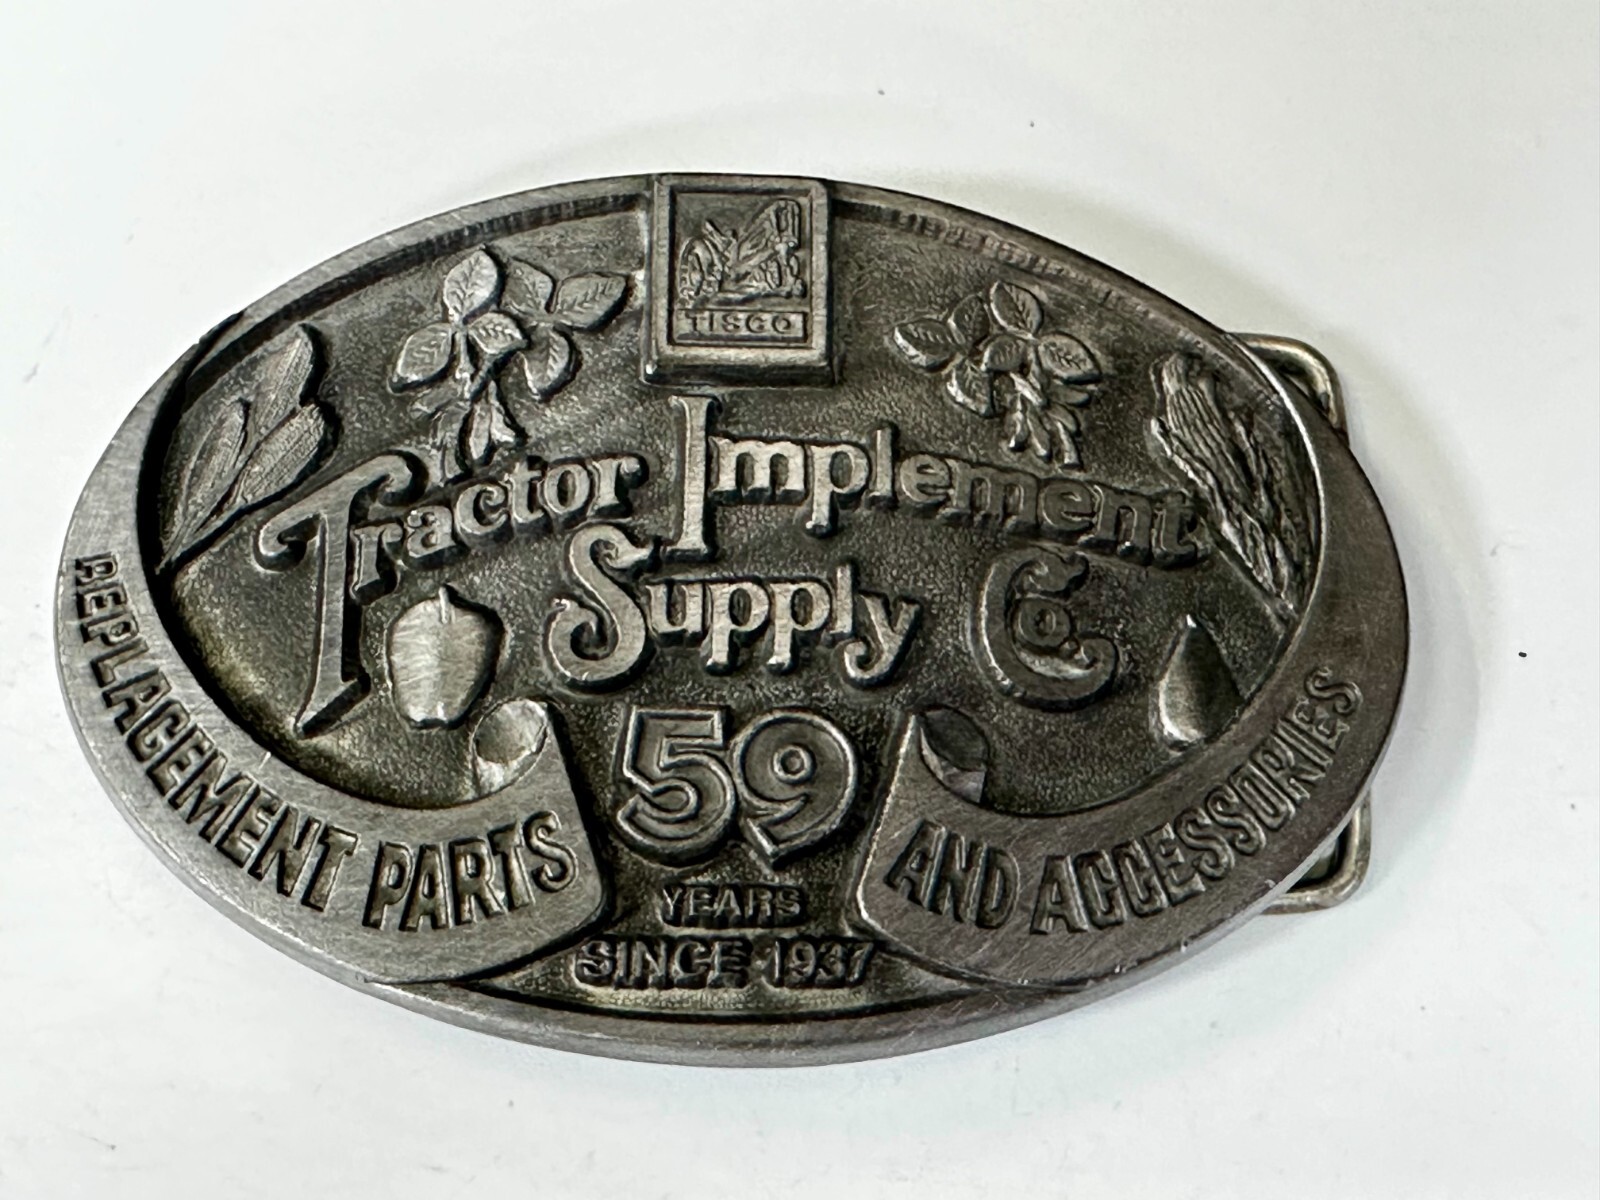 TISCO
Tractor Implement
Supply Co.
59
YEARS
SINCE 1937
REPLACEMENT PARTS
AND ACCESSORIES